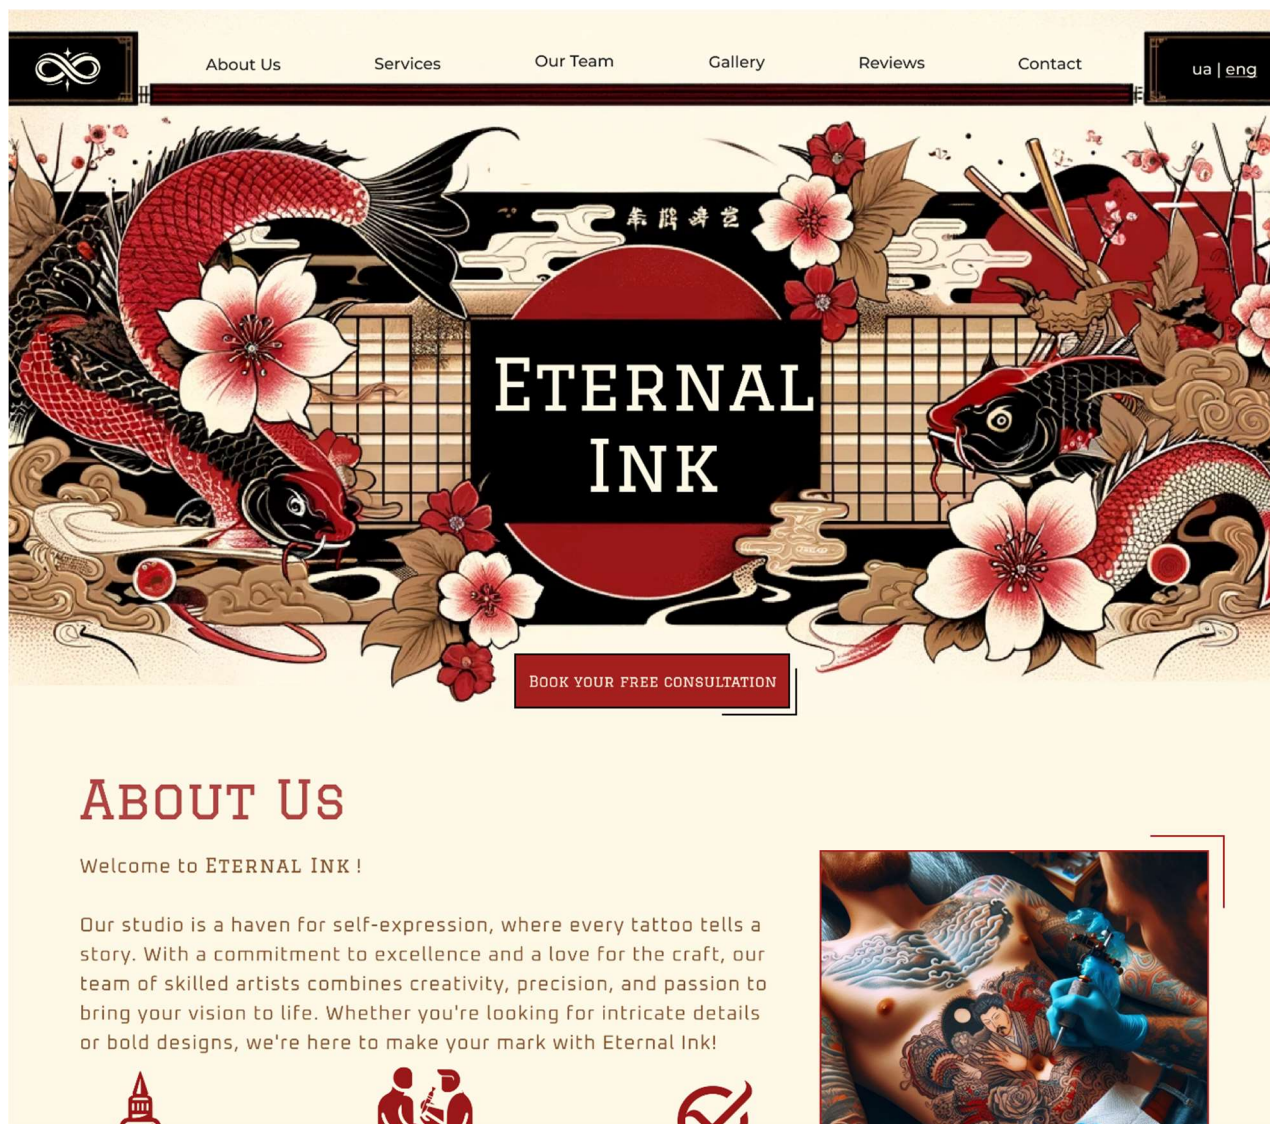 About Us
Services
Our Team
Gallery
Reviews
Contact
ua | eng
ETERNAL
INK
BOOK YOUR FREE CONSULTATION
ABOUT US
Welcome to ETERNAL INK !
Our studio is a haven for self-expression, where every tattoo tells a
story. With a commitment to excellence and a love for the craft, our
team of skilled artists combines creativity, precision, and passion to
bring your vision to life. Whether you're looking for intricate details
or bold designs, we're here to make your mark with Eternal Ink!